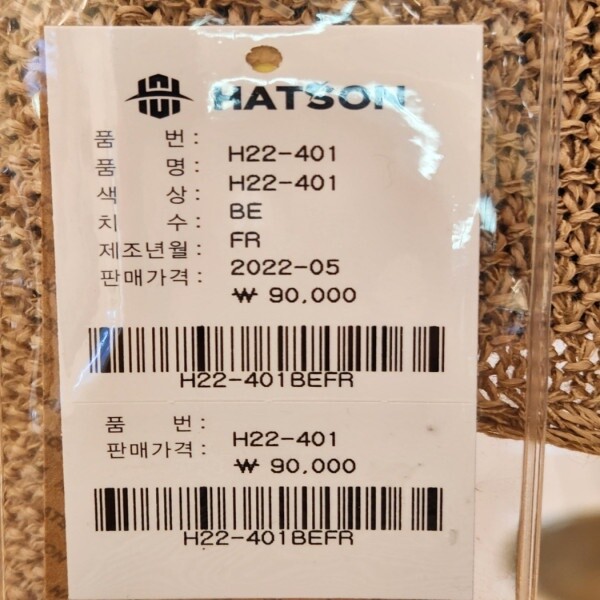 HATSON
품 번 : H22-401
품 명 : H22-401
색 상 : BE
치 수 : FR
제조년월 : 2022-05
판매가격 : ₩ 90,000
H22-401BEFR
품 번 : H22-401
판매가격 : ₩ 90,000
H22-401BEFR